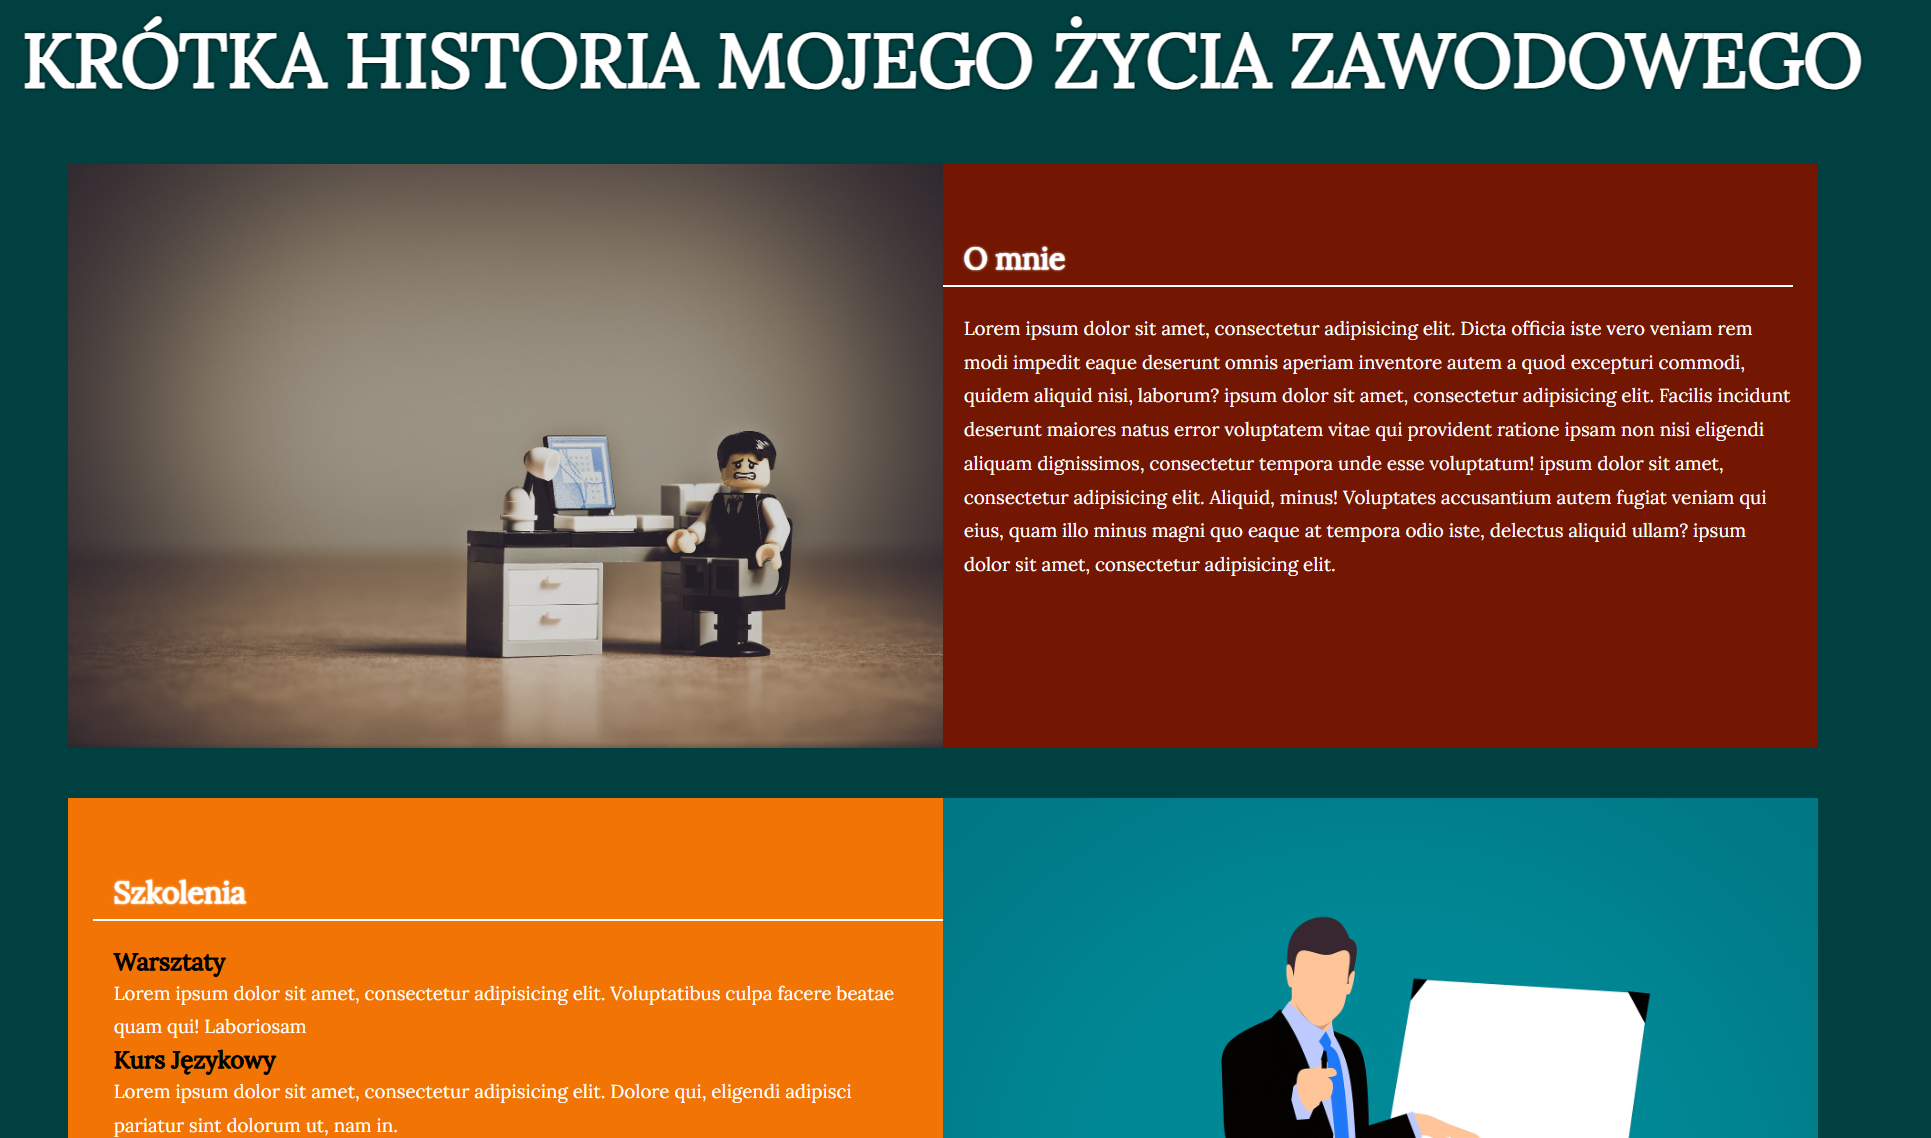 KRÓTKA HISTORIA MOJEGO ŻYCIA ZAWODOWEGO
O mnie
Lorem ipsum dolor sit amet, consectetur adipisicing elit. Dicta officia iste vero veniam rem
modi impedit eaque deserunt omnis aperiam inventore autem a quod excepturi commodi,
quidem aliquid nisi, laborum? ipsum dolor sit amet, consectetur adipisicing elit. Facilis incidunt
deserunt maiores natus error voluptatem vitae qui provident ratione ipsam non nisi eligendi
aliquam dignissimos, consectetur tempora unde esse voluptatum! ipsum dolor sit amet,
consectetur adipisicing elit. Aliquid, minus! Voluptates accusantium autem fugiat veniam qui
eius, quam illo minus magni quo eaque at tempora odio iste, delectus aliquid ullam? ipsum
dolor sit amet, consectetur adipisicing elit.
Szkolenia
Warsztaty
Lorem ipsum dolor sit amet, consectetur adipisicing elit. Voluptatibus culpa facere beatae
quam qui! Laboriosam
Kurs Językowy
Lorem ipsum dolor sit amet, consectetur adipisicing elit. Dolore qui, eligendi adipisci
pariatur sint dolorum ut, nam in.